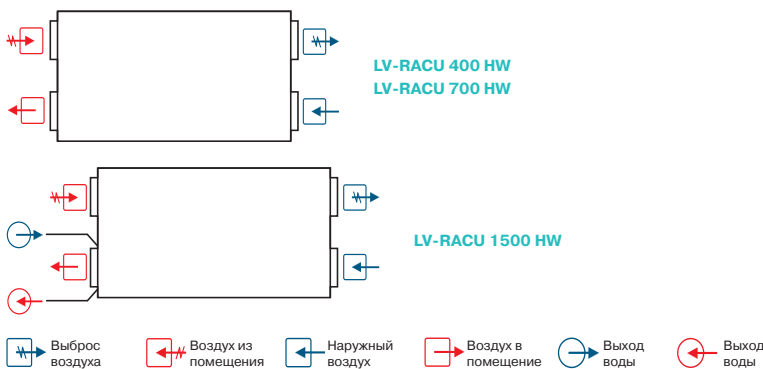 LV-RACU 400 HW
LV-RACU 700 HW
LV-RACU 1500 HW
Выброс
воздуха
Воздух из
помещения
Наружный
воздух
Воздух в
помещение
Выход
воды
Выход
воды